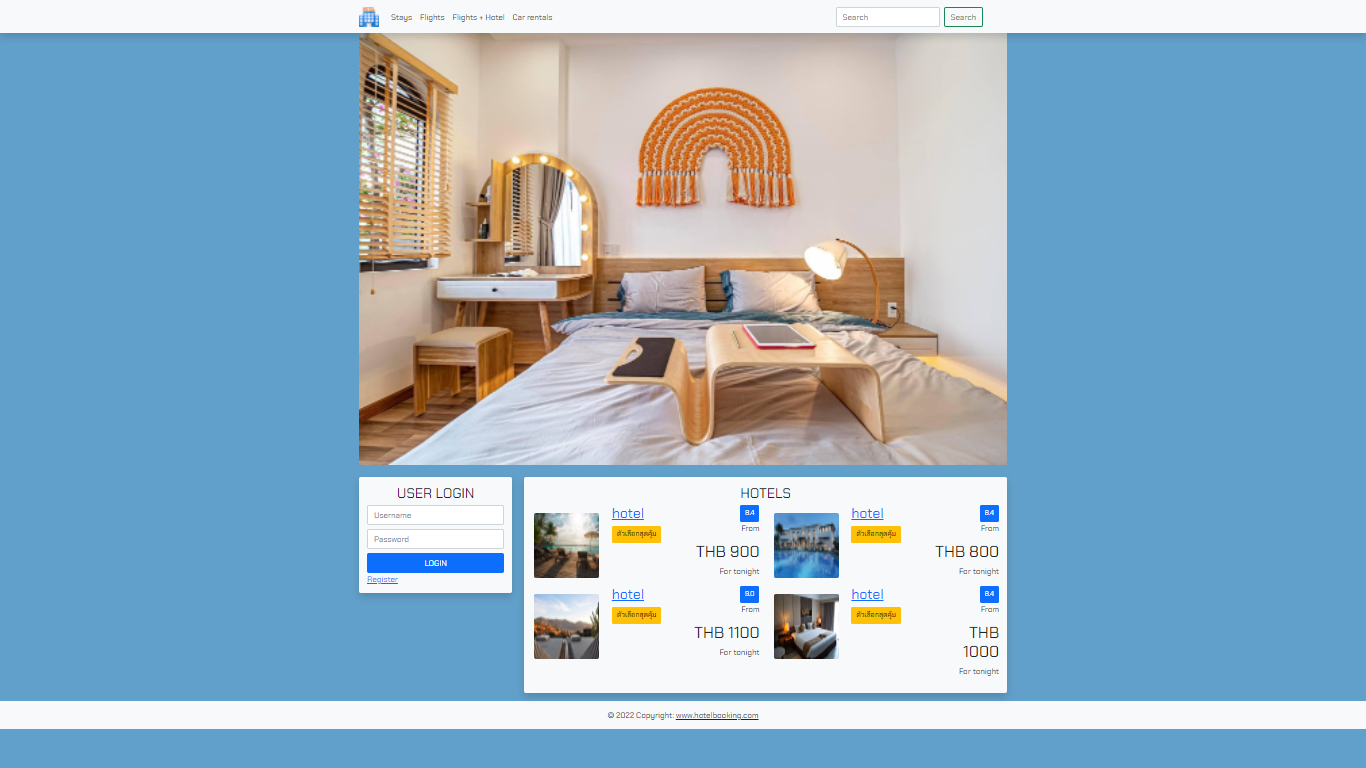 Stays Flights Flights + Hotel Car rentals Search Search
USER LOGIN
Username
Password
LOGIN
Register
HOTELS
hotel
ตัวเลือกสุดคุ้ม
8.4
From
THB 900
For tonight
hotel
ตัวเลือกสุดคุ้ม
8.4
From
THB 800
For tonight
hotel
ตัวเลือกสุดคุ้ม
8.0
From
THB 1100
For tonight
hotel
ตัวเลือกสุดคุ้ม
8.4
From
THB
1000
For tonight
© 2022 Copyright: www.hotelbooking.com